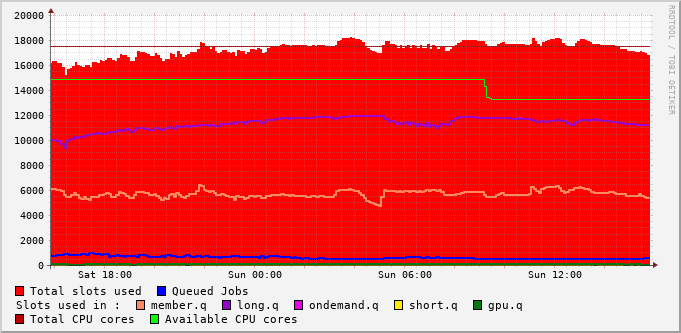 RRDTOOL / TOBI OETIKER
20000
18000
16000
14000
12000
10000
8000
6000
4000
2000
0
Sat 18:00 Sun 00:00 Sun 06:00 Sun 12:00
Total slots used Queued Jobs
Slots used in : member.q long.q ondemand.q short.q gpu.q
Total CPU cores Available CPU cores